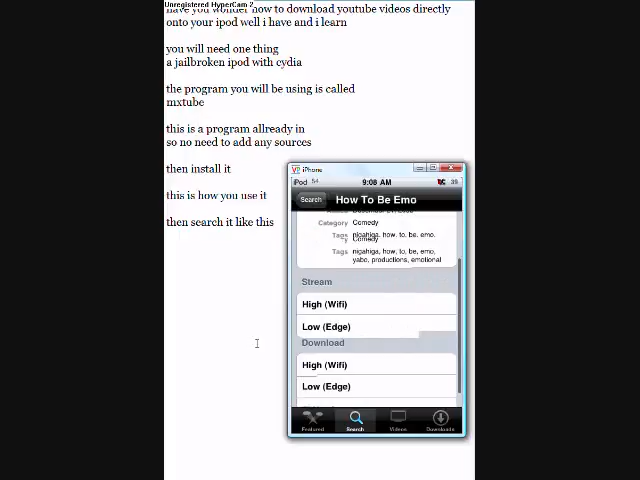 Unregistered HyperCam 2
have you wonder how to download youtube videos directly
onto your ipod well i have and i learn
you will need one thing
a jailbroken ipod with cydia
the program you will be using is called
mxtube
this is a program allready in
so no need to add any sources
then install it
this is how you use it
then search it like this
iPhone
iPod 54 9:08 AM 39
Search How To Be Emo
Category Comedy
Tags nigahiga, how, to, be, emo,
Comedy
Tags nigahiga, how, to, be, emo,
yabo, productions, emotional
Stream
High (Wifi)
Low (Edge)
Download
High (Wifi)
Low (Edge)
Featured Search Videos Downloads